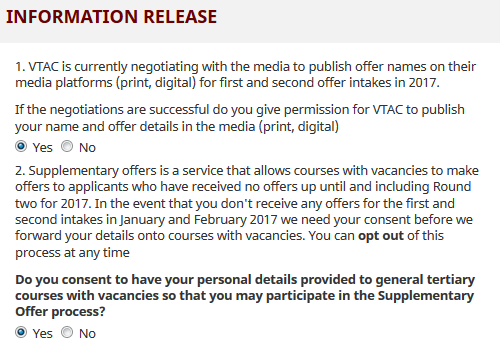 INFORMATION RELEASE
1. VTAC is currently negotiating with the media to publish offer names on their
media platforms (print, digital) for first and second offer intakes in 2017.
If the negotiations are successful do you give permission for VTAC to publish
your name and offer details in the media (print, digital)
Yes No
2. Supplementary offers is a service that allows courses with vacancies to make
offers to applicants who have received no offers up until and including Round
two for 2017. In the event that you don't receive any offers for the first and
second intakes in January and February 2017 we need your consent before we
forward your details onto courses with vacancies. You can opt out of this
process at any time
Do you consent to have your personal details provided to general tertiary
courses with vacancies so that you may participate in the Supplementary
Offer process?
Yes No